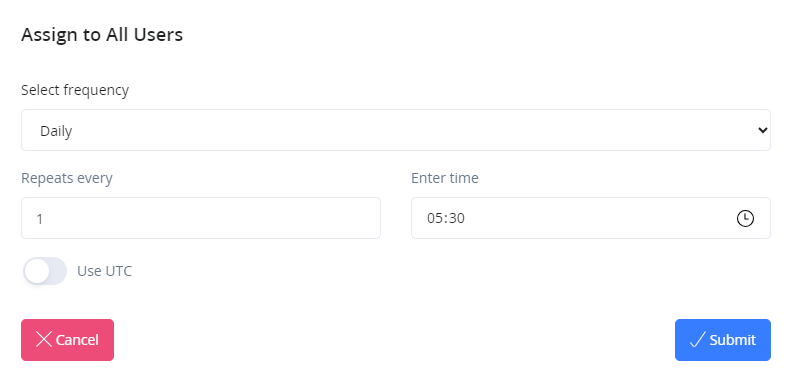 Assign to All Users
Select frequency
Daily
Repeats every
Enter time
1
05:30
Use UTC
Cancel
Submit